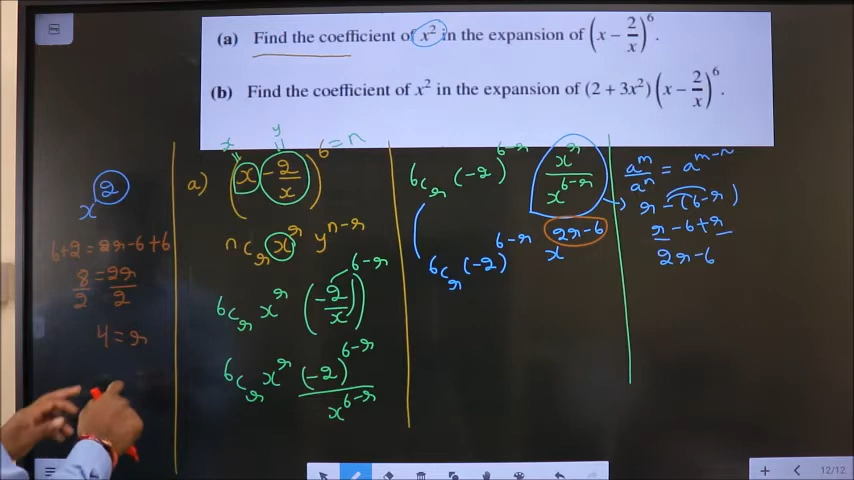 (a) Find the coefficient of x² in the expansion of (x − 2/x)⁶.
(b) Find the coefficient of x² in the expansion of (2 + 3x²)(x − 2/x)⁶.
x²
6+2 = 2r-6+6
8/2 = 2r/2
4 = r
x y
a) (x - 2/x)⁶ = n
nCr xʳ yⁿ⁻ʳ
6Cr xʳ (-2/x)⁶⁻ʳ
6Cr xʳ (-2)⁶⁻ʳ / x⁶⁻ʳ
6Cr (-2)⁶⁻ʳ xʳ / x⁶⁻ʳ
6Cr (-2)⁶⁻ʳ x²ʳ⁻⁶
aᵐ/aⁿ = aᵐ⁻ⁿ
r - (6-r)
r - 6 + r
2r - 6
12/12